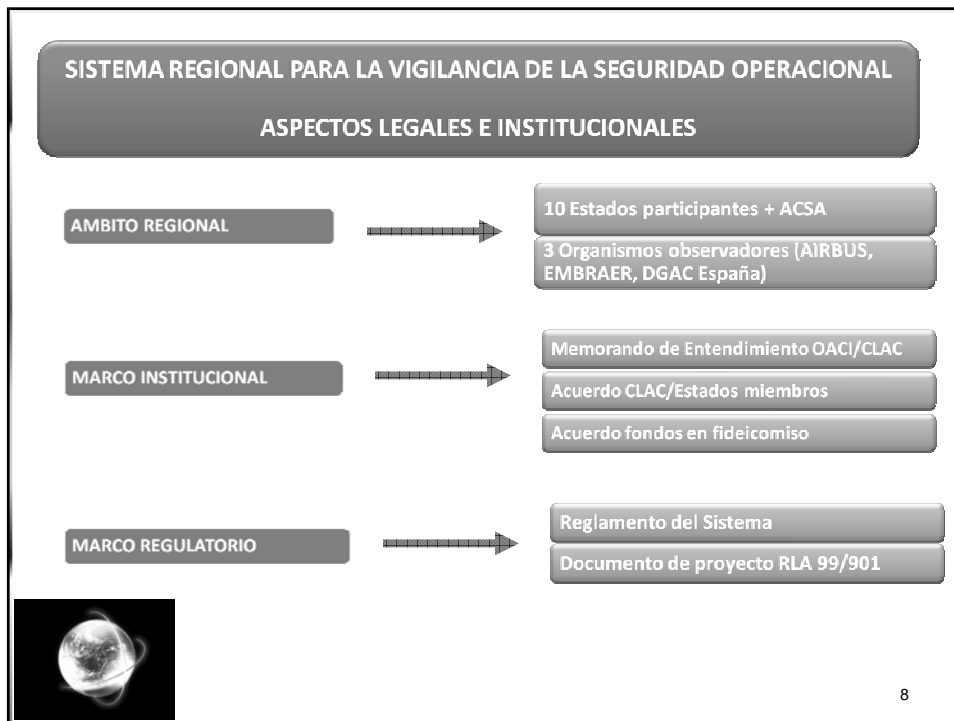 SISTEMA REGIONAL PARA LA VIGILANCIA DE LA SEGURIDAD OPERACIONAL
ASPECTOS LEGALES E INSTITUCIONALES
AMBITO REGIONAL
10 Estados participantes + ACSA
3 Organismos observadores (AIRBUS,
EMBRAER, DGAC España)
MARCO INSTITUCIONAL
Memorando de Entendimiento OACI/CLAC
Acuerdo CLAC/Estados miembros
Acuerdo fondos en fideicomiso
MARCO REGULATORIO
Reglamento del Sistema
Documento de proyecto RLA 99/901
8